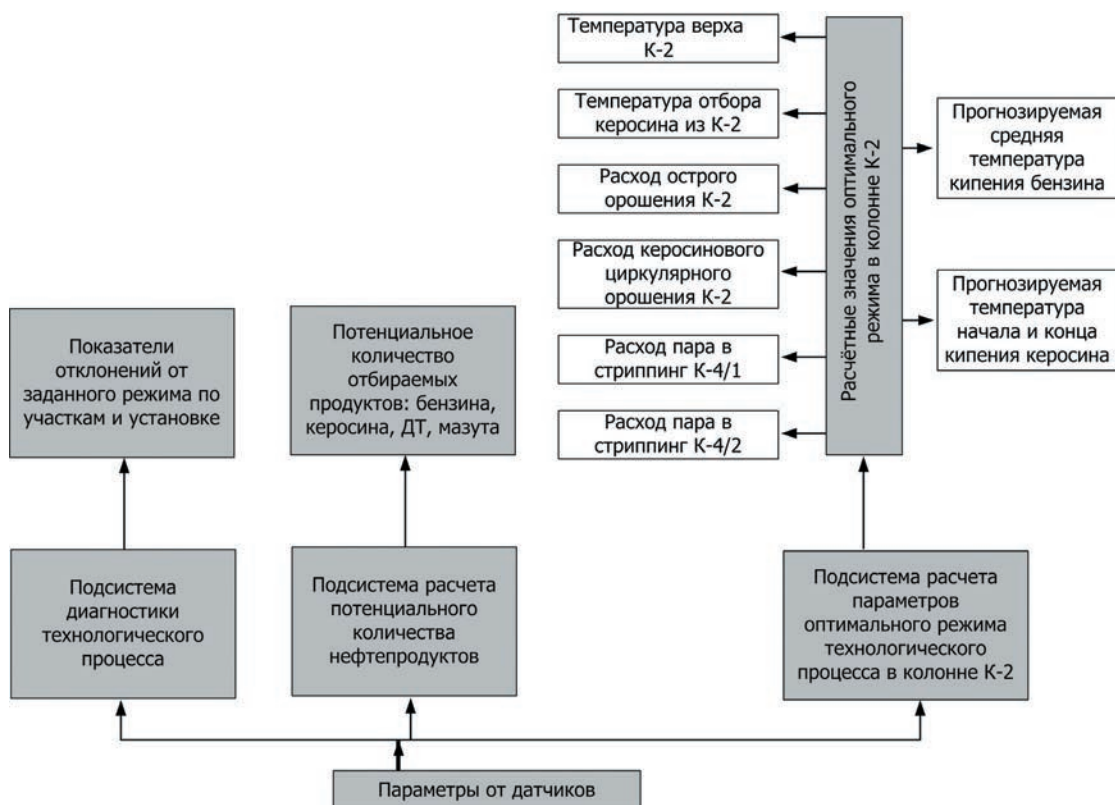 Температура верха
К-2
Температура отбора
керосина из К-2
Расход острого
орошения К-2
Расход керосинового
циркулярного
орошения К-2
Расход пара в
стриппинг К-4/1
Расход пара в
стриппинг К-4/2
Расчётные значения оптимального
режима в колонне К-2
Прогнозируемая
средняя
температура
кипения бензина
Прогнозируемая
температура
начала и конца
кипения керосина
Показатели
отклонений от
заданного режима по
участкам и установке
Потенциальное
количество
отбираемых
продуктов: бензина,
керосина, ДТ, мазута
Подсистема
диагностики
технологического
процесса
Подсистема расчета
потенциального
количества
нефтепродуктов
Подсистема расчета
параметров
оптимального режима
технологического
процесса в колонне К-2
Параметры от датчиков